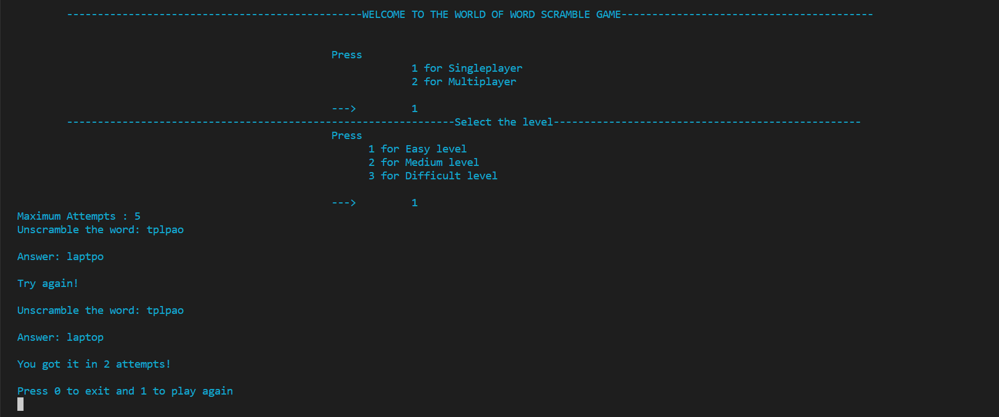 ------------------------------------------------WELCOME TO THE WORLD OF WORD SCRAMBLE GAME-----------------------------------------
Press
1 for Singleplayer
2 for Multiplayer
---> 1
---------------------------------------------------------------Select the level--------------------------------------------------
Press
1 for Easy level
2 for Medium level
3 for Difficult level
---> 1
Maximum Attempts : 5
Unscramble the word: tplpao
Answer: laptpo
Try again!
Unscramble the word: tplpao
Answer: laptop
You got it in 2 attempts!
Press 0 to exit and 1 to play again